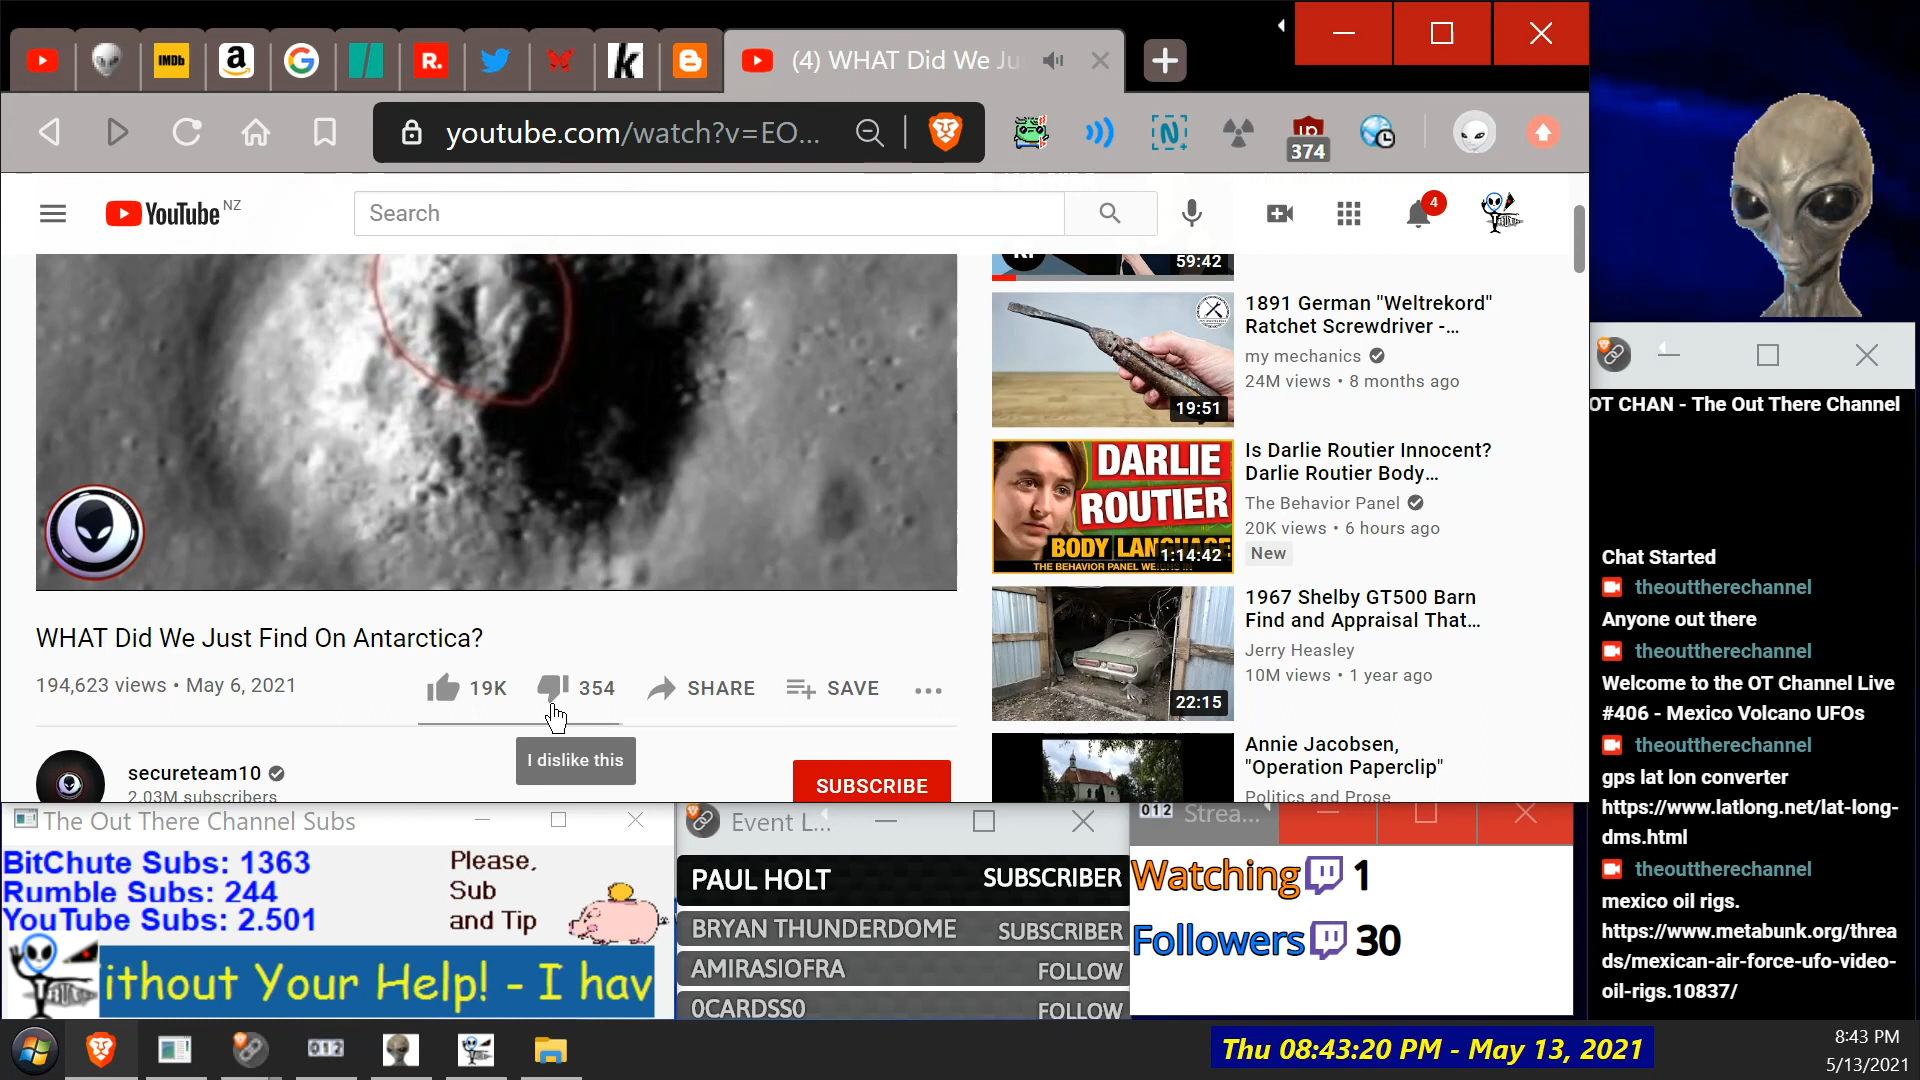 IMDb
a
G
R.
k
(4) WHAT Did We Ju
youtube.com/watch?v=EO...
N
374
YouTube NZ
Search
4
59:42
1891 German "Weltrekord"
Ratchet Screwdriver -...
my mechanics
24M views • 8 months ago
19:51
DARLIE
ROUTIER
BODY LANGUAGE
1:14:42
Is Darlie Routier Innocent?
Darlie Routier Body...
The Behavior Panel
20K views • 6 hours ago
New
1967 Shelby GT500 Barn
Find and Appraisal That...
Jerry Heasley
10M views • 1 year ago
22:15
Annie Jacobsen,
"Operation Paperclip"
Politics and Prose
WHAT Did We Just Find On Antarctica?
194,623 views • May 6, 2021
19K
354
SHARE
SAVE
I dislike this
secureteam10
2.03M subscribers
SUBSCRIBE
OT CHAN - The Out There Channel
Chat Started
theouttherechannel
Anyone out there
theouttherechannel
Welcome to the OT Channel Live
#406 - Mexico Volcano UFOs
theouttherechannel
gps lat lon converter
https://www.latlong.net/lat-long-
dms.html
theouttherechannel
mexico oil rigs.
https://www.metabunk.org/threa
ds/mexican-air-force-ufo-video-
oil-rigs.10837/
The Out There Channel Subs
BitChute Subs: 1363
Rumble Subs: 244
YouTube Subs: 2.501
Please,
Sub
and Tip
ithout Your Help! - I hav
Event L...
PAUL HOLT SUBSCRIBER
BRYAN THUNDERDOME SUBSCRIBER
AMIRASIOFRA FOLLOW
0CARDSS0 FOLLOW
012 Strea...
Watching 1
Followers 30
012
Thu 08:43:20 PM - May 13, 2021
8:43 PM
5/13/2021